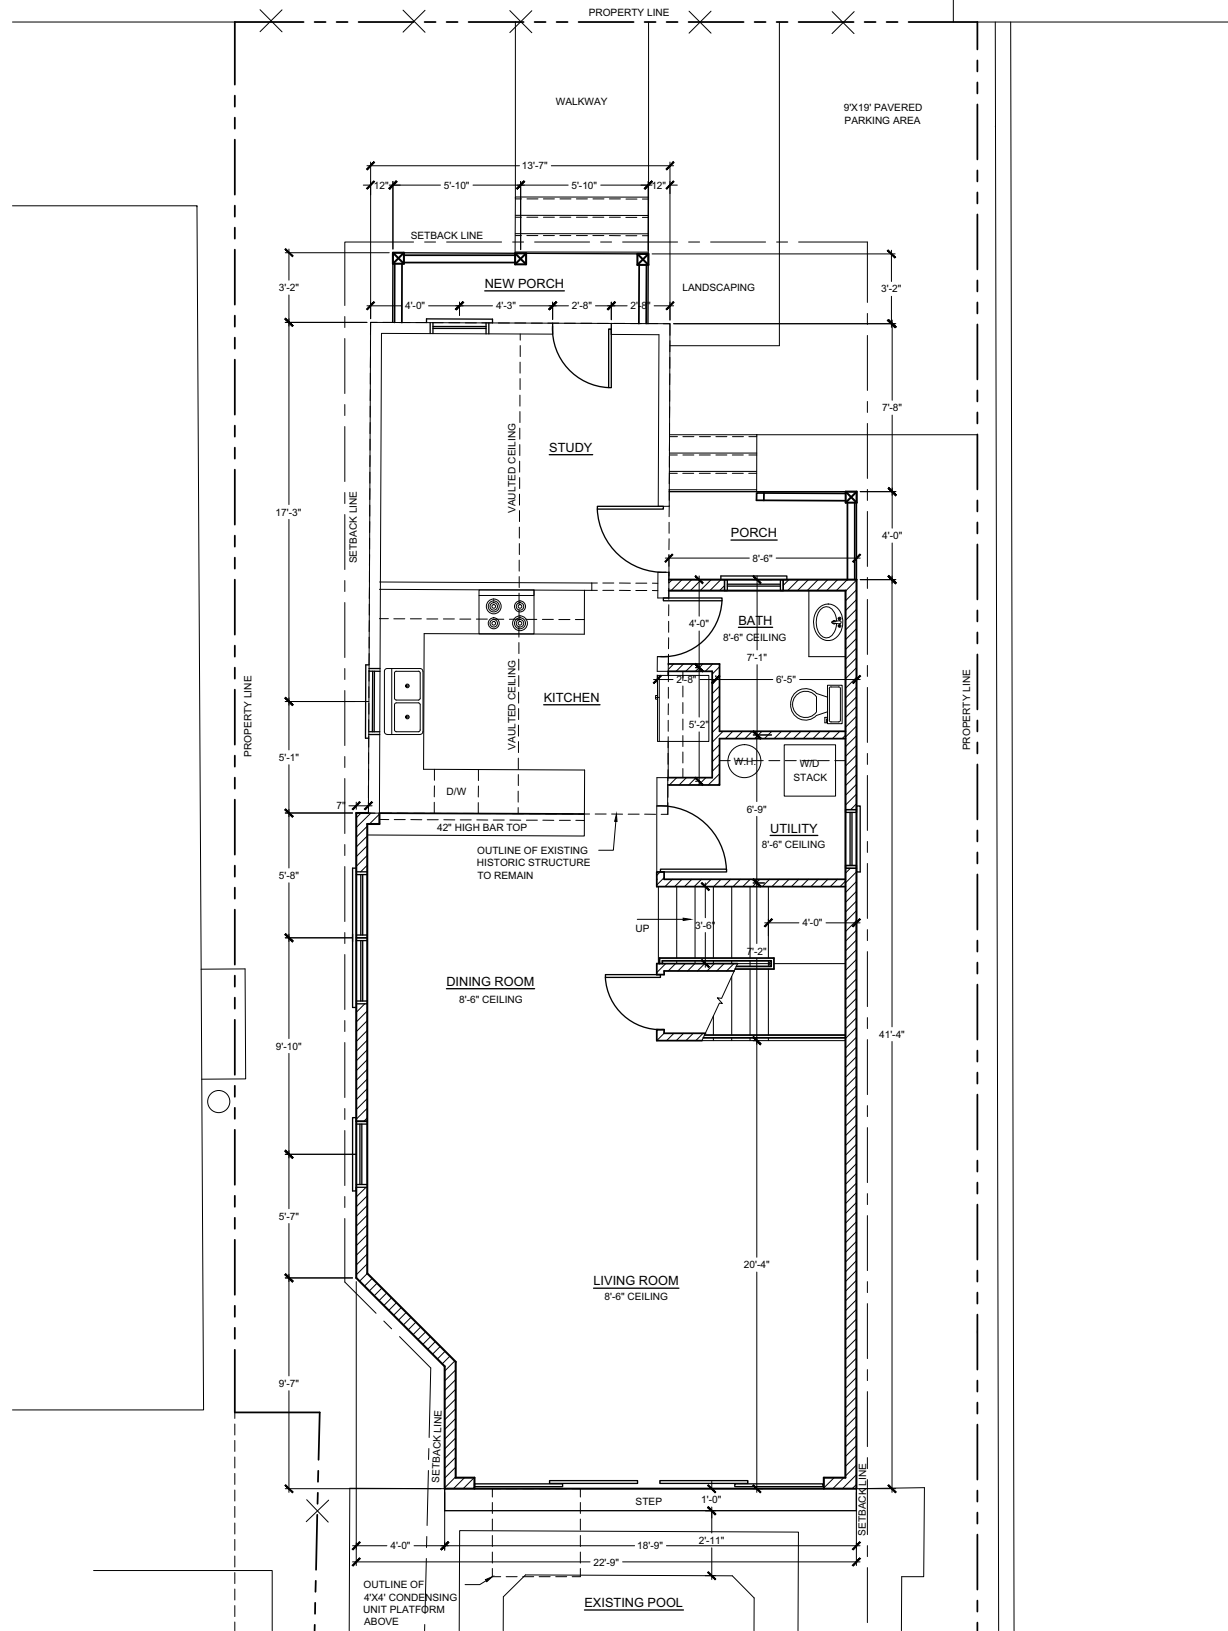 PROPERTY LINE
WALKWAY
9'X19' PAVERED
PARKING AREA
13'-7"
12"
5'-10"
5'-10"
12"
SETBACK LINE
3'-2"
NEW PORCH
LANDSCAPING
3'-2"
4'-0"
4'-3"
2'-8"
2'-8"
7'-8"
STUDY
VAULTED CEILING
17'-3"
SETBACK LINE
PORCH
4'-0"
8'-6"
BATH
4'-0"
8'-6" CEILING
7'-1"
2'-8"
6'-5"
KITCHEN
VAULTED CEILING
PROPERTY LINE
PROPERTY LINE
5'-2"
5'-1"
W.H.
W/D
STACK
D/W
7"
6'-9"
42" HIGH BAR TOP
UTILITY
8'-6" CEILING
OUTLINE OF EXISTING
HISTORIC STRUCTURE
TO REMAIN
5'-8"
UP
3'-6"
4'-0"
7'-2"
DINING ROOM
8'-6" CEILING
9'-10"
41'-4"
5'-7"
20'-4"
LIVING ROOM
8'-6" CEILING
9'-7"
SETBACK LINE
SETBACK LINE
STEP
1'-0"
2'-11"
4'-0"
18'-9"
22'-9"
OUTLINE OF
4'X4' CONDENSING
UNIT PLATFORM
ABOVE
EXISTING POOL